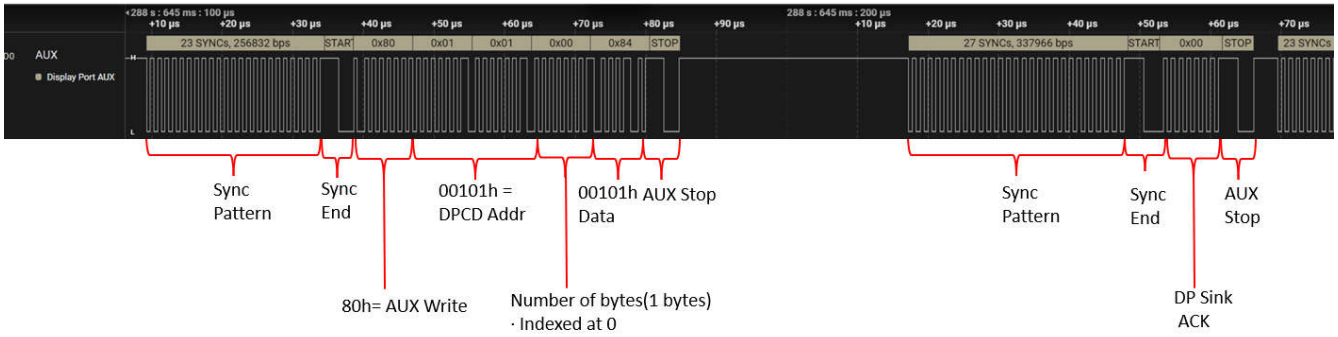 288 s : 645 ms : 100 µs
288 s : 645 ms : 200 µs
+10 µs +20 µs +30 µs +40 µs +50 µs +60 µs +70 µs +80 µs +90 µs +10 µs +20 µs +30 µs +40 µs +50 µs +60 µs +70 µs
00 AUX
Display Port AUX
H
L
23 SYNCs, 256832 bps START 0x80 0x01 0x01 0x00 0x84 STOP 27 SYNCs, 337966 bps START 0x00 STOP 23 SYNCs
Sync
Pattern
Sync
End
00101h =
DPCD Addr
00101h
Data
AUX Stop
Sync
Pattern
Sync
End
AUX
Stop
80h= AUX Write
Number of bytes(1 bytes)
· Indexed at 0
DP Sink
ACK